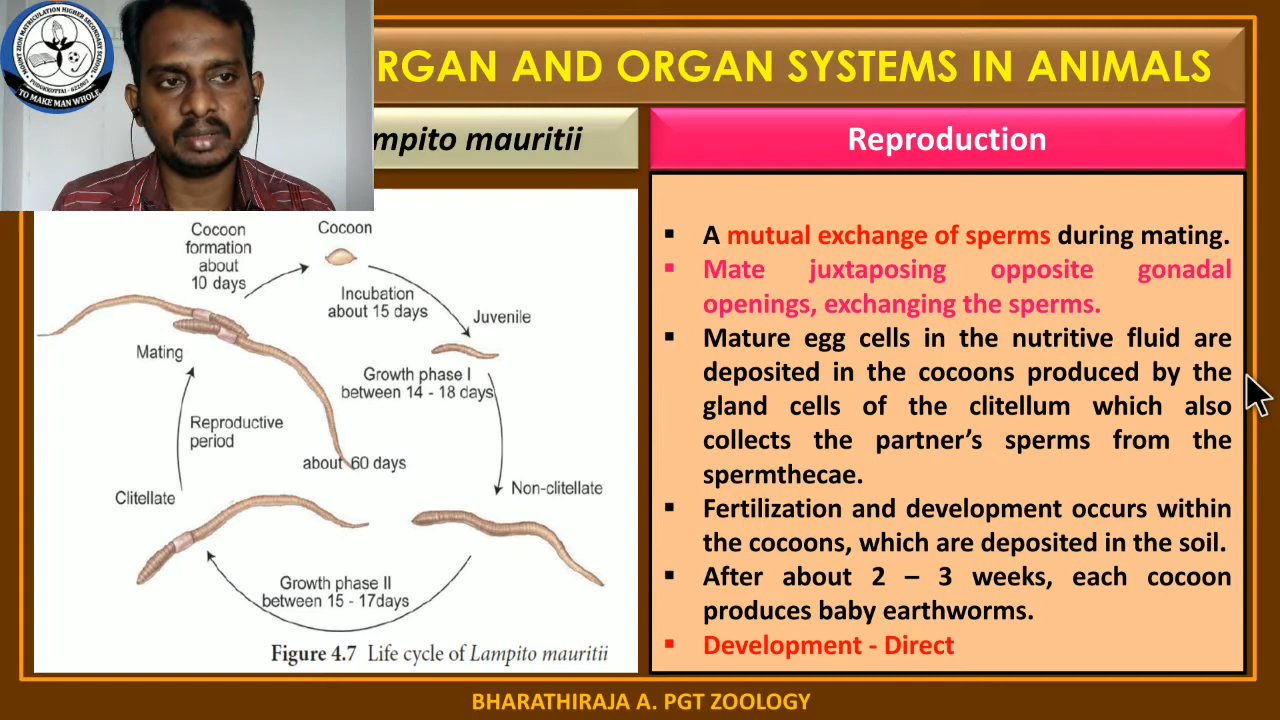 RGAN AND ORGAN SYSTEMS IN ANIMALS
TO MAKE MAN WHOLE
mpito mauritii
Reproduction
Cocoon
formation
about
10 days
Cocoon
Incubation
about 15 days
Juvenile
Mating
Growth phase I
between 14 - 18 days
Reproductive
period
about 60 days
Clitellate
Non-clitellate
Growth phase II
between 15 - 17days
Figure 4.7 Life cycle of Lampito mauritii
▪ A mutual exchange of sperms during mating.
▪ Mate juxtaposing opposite gonadal
openings, exchanging the sperms.
▪ Mature egg cells in the nutritive fluid are
deposited in the cocoons produced by the
gland cells of the clitellum which also
collects the partner’s sperms from the
spermthecae.
▪ Fertilization and development occurs within
the cocoons, which are deposited in the soil.
▪ After about 2 – 3 weeks, each cocoon
produces baby earthworms.
▪ Development - Direct
BHARATHIRAJA A. PGT ZOOLOGY